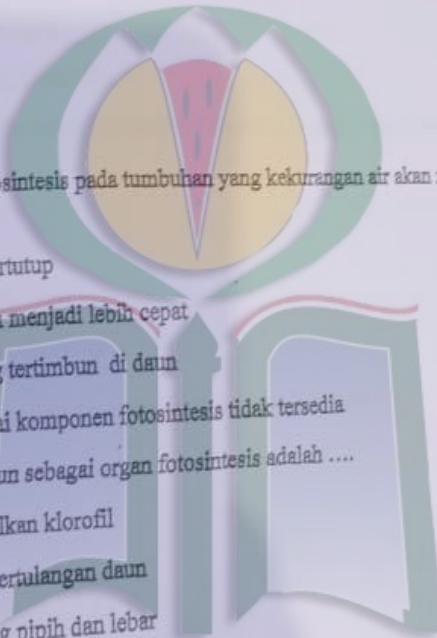 sintesis pada tumbuhan yang kekurangan air akan
rtutup
menjadi lebih cepat
tertimbun di daun
komponen fotosintesis tidak tersedia
un sebagai organ fotosintesis adalah ....
lkan klorofil
ertulangan daun
pipih dan lebar